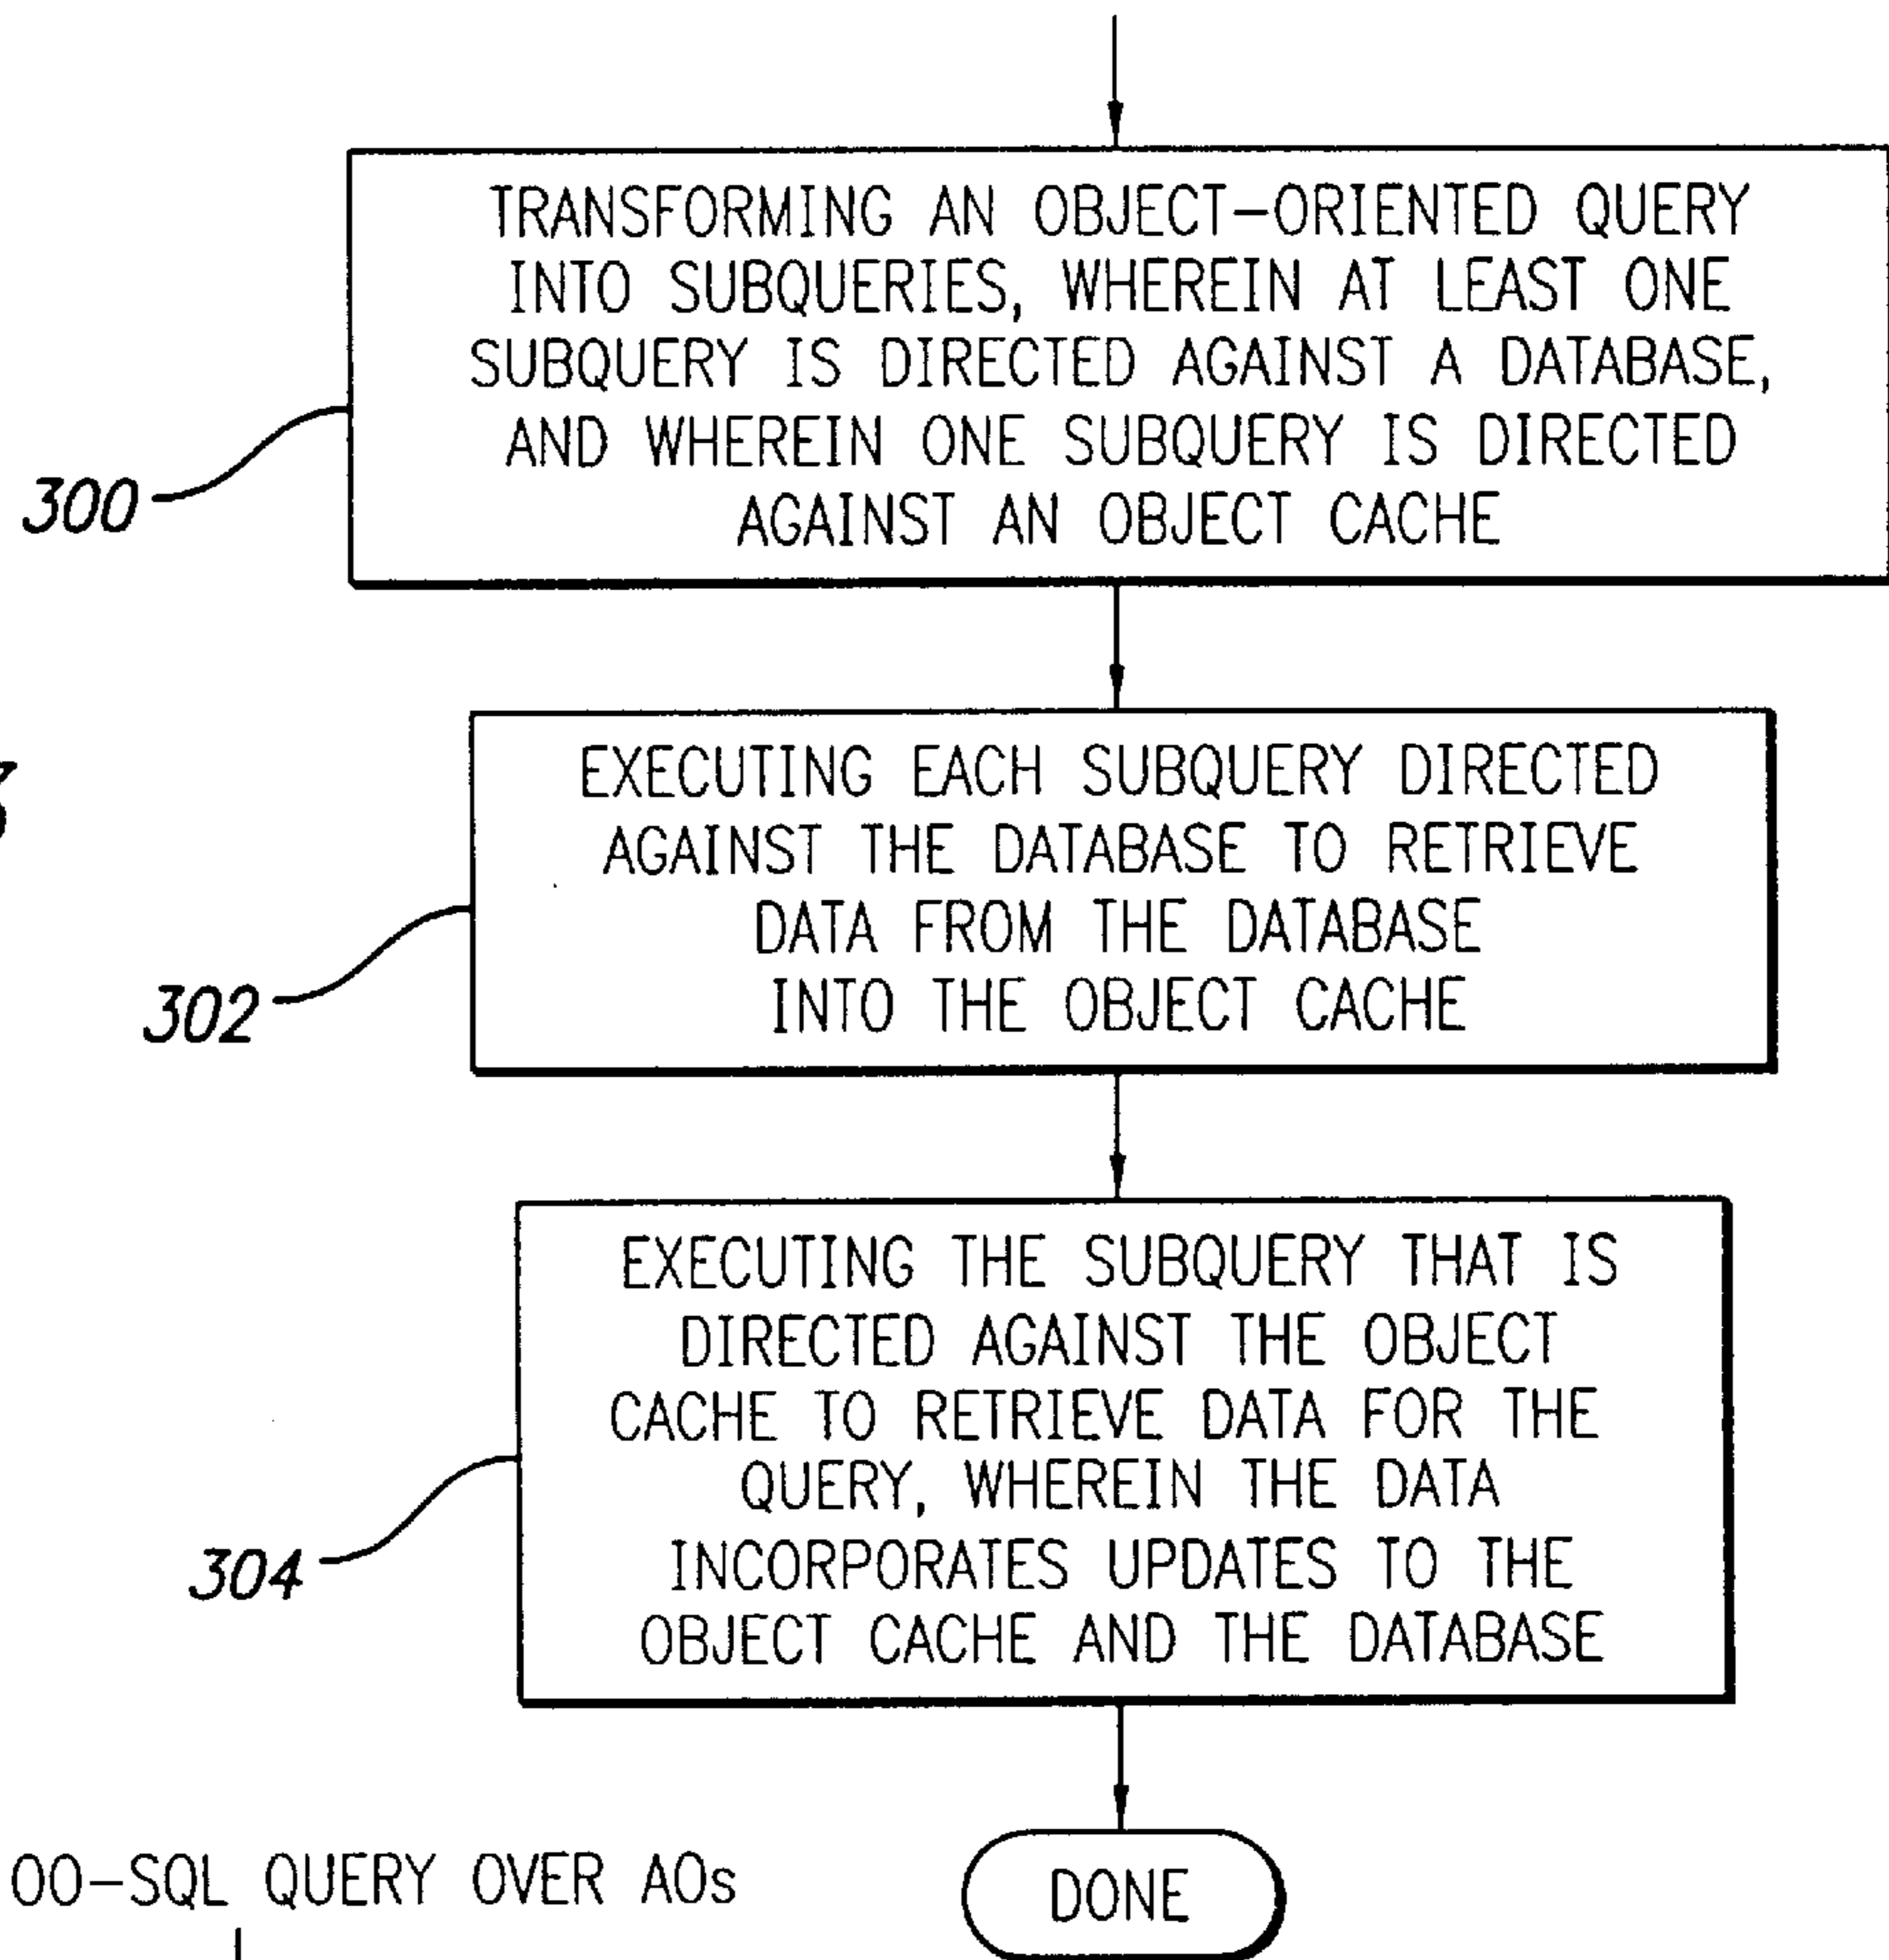 TRANSFORMING AN OBJECT-ORIENTED QUERY
INTO SUBQUERIES, WHEREIN AT LEAST ONE
SUBQUERY IS DIRECTED AGAINST A DATABASE,
AND WHEREIN ONE SUBQUERY IS DIRECTED
AGAINST AN OBJECT CACHE
300
EXECUTING EACH SUBQUERY DIRECTED
AGAINST THE DATABASE TO RETRIEVE
DATA FROM THE DATABASE
INTO THE OBJECT CACHE
302
EXECUTING THE SUBQUERY THAT IS
DIRECTED AGAINST THE OBJECT
CACHE TO RETRIEVE DATA FOR THE
QUERY, WHEREIN THE DATA
INCORPORATES UPDATES TO THE
OBJECT CACHE AND THE DATABASE
304
OO-SQL QUERY OVER AOs
DONE